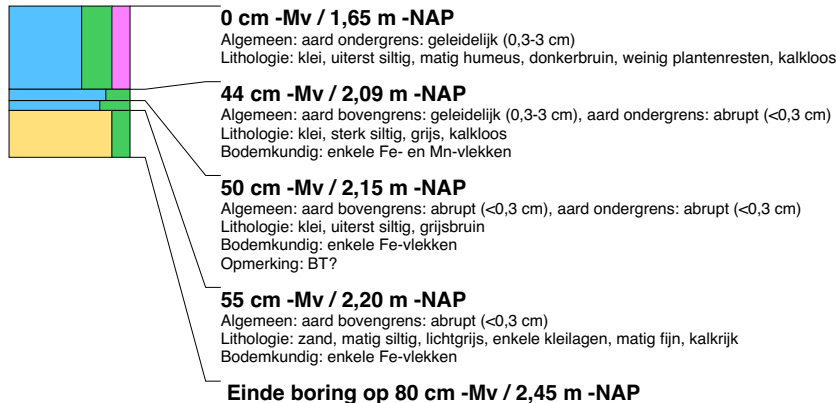 0 cm -Mv / 1,65 m -NAP
Algemeen: aard ondergrens: geleidelijk (0,3-3 cm)
Lithologie: klei, uiterst siltig, matig humeus, donkerbruin, weinig plantenresten, kalkloos
44 cm -Mv / 2,09 m -NAP
Algemeen: aard bovengrens: geleidelijk (0,3-3 cm), aard ondergrens: abrupt (<0,3 cm)
Lithologie: klei, sterk siltig, grijs, kalkloos
Bodemkundig: enkele Fe- en Mn-vlekken
50 cm -Mv / 2,15 m -NAP
Algemeen: aard bovengrens: abrupt (<0,3 cm), aard ondergrens: abrupt (<0,3 cm)
Lithologie: klei, uiterst siltig, grijsbruin
Bodemkundig: enkele Fe-vlekken
Opmerking: BT?
55 cm -Mv / 2,20 m -NAP
Algemeen: aard bovengrens: abrupt (<0,3 cm)
Lithologie: zand, matig siltig, lichtgrijs, enkele kleilagen, matig fijn, kalkrijk
Bodemkundig: enkele Fe-vlekken
Einde boring op 80 cm -Mv / 2,45 m -NAP